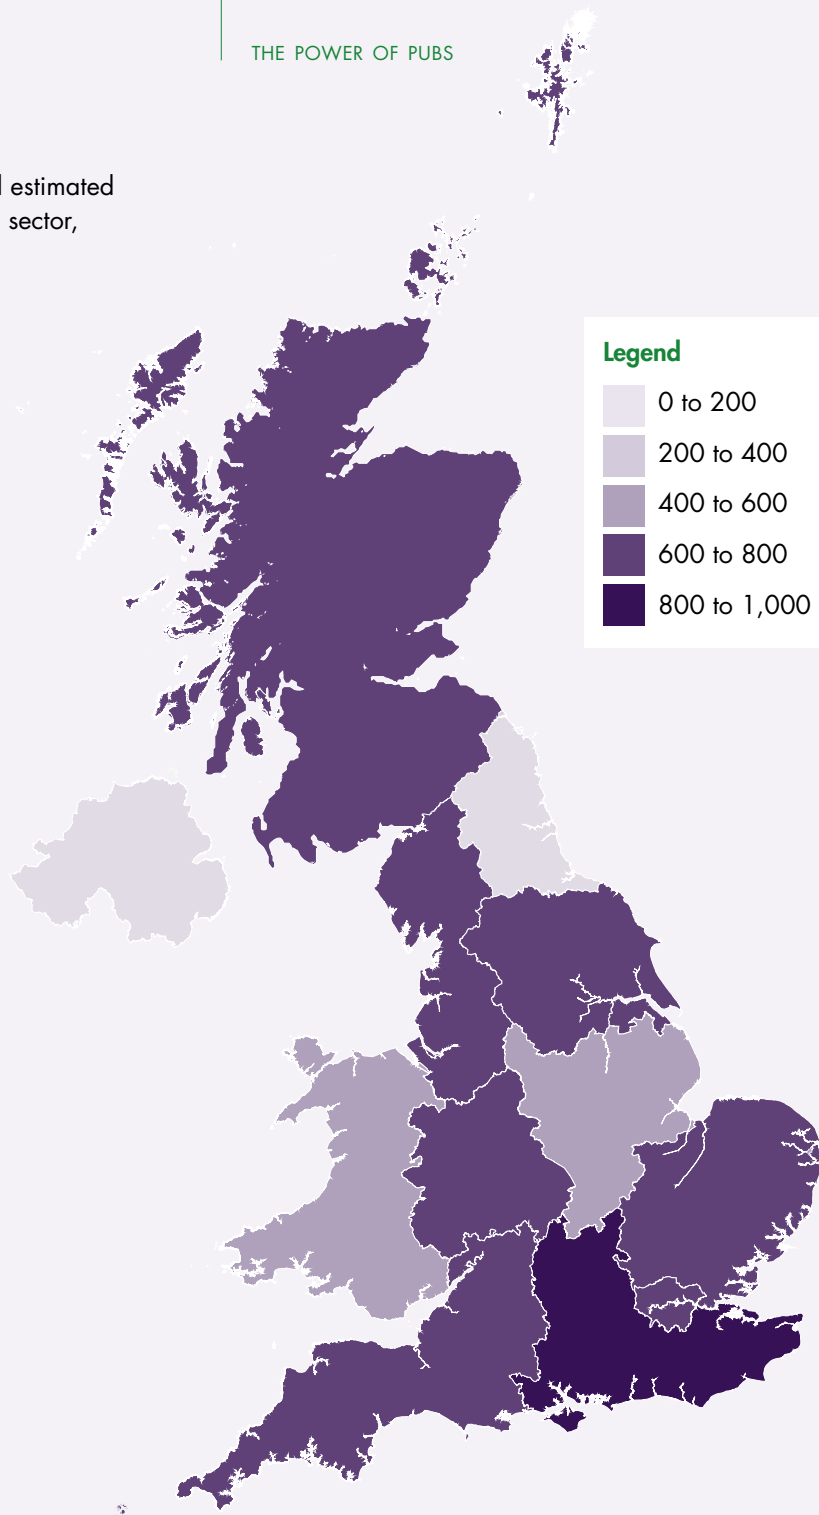 THE POWER OF PUBS
estimated
sector,
Legend
0 to 200
200 to 400
400 to 600
600 to 800
800 to 1,000